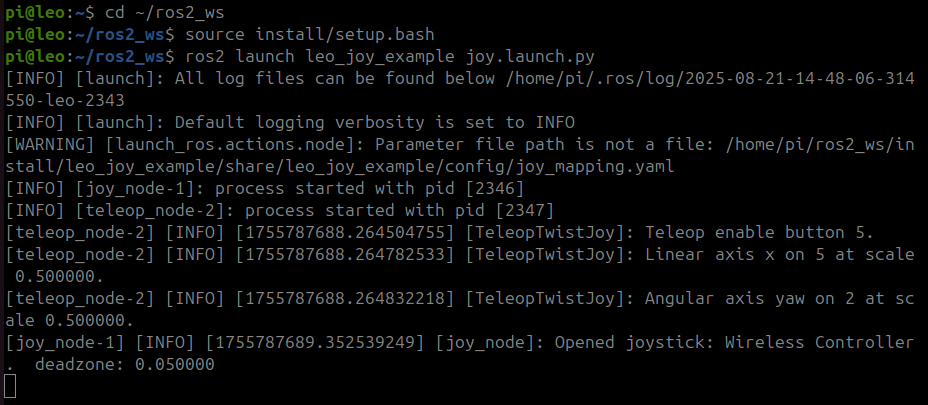 pi@leo:~$ cd ~/ros2_ws
pi@leo:~/ros2_ws$ source install/setup.bash
pi@leo:~/ros2_ws$ ros2 launch leo_joy_example joy.launch.py
[INFO] [launch]: All log files can be found below /home/pi/.ros/log/2025-08-21-14-48-06-314
550-leo-2343
[INFO] [launch]: Default logging verbosity is set to INFO
[WARNING] [launch_ros.actions.node]: Parameter file path is not a file: /home/pi/ros2_ws/in
stall/leo_joy_example/share/leo_joy_example/config/joy_mapping.yaml
[INFO] [joy_node-1]: process started with pid [2346]
[INFO] [teleop_node-2]: process started with pid [2347]
[teleop_node-2] [INFO] [1755787688.264504755] [TeleopTwistJoy]: Teleop enable button 5.
[teleop_node-2] [INFO] [1755787688.264782533] [TeleopTwistJoy]: Linear axis x on 5 at scale
 0.500000.
[teleop_node-2] [INFO] [1755787688.264832218] [TeleopTwistJoy]: Angular axis yaw on 2 at sc
ale 0.500000.
[joy_node-1] [INFO] [1755787689.352539249] [joy_node]: Opened joystick: Wireless Controller
.  deadzone: 0.050000